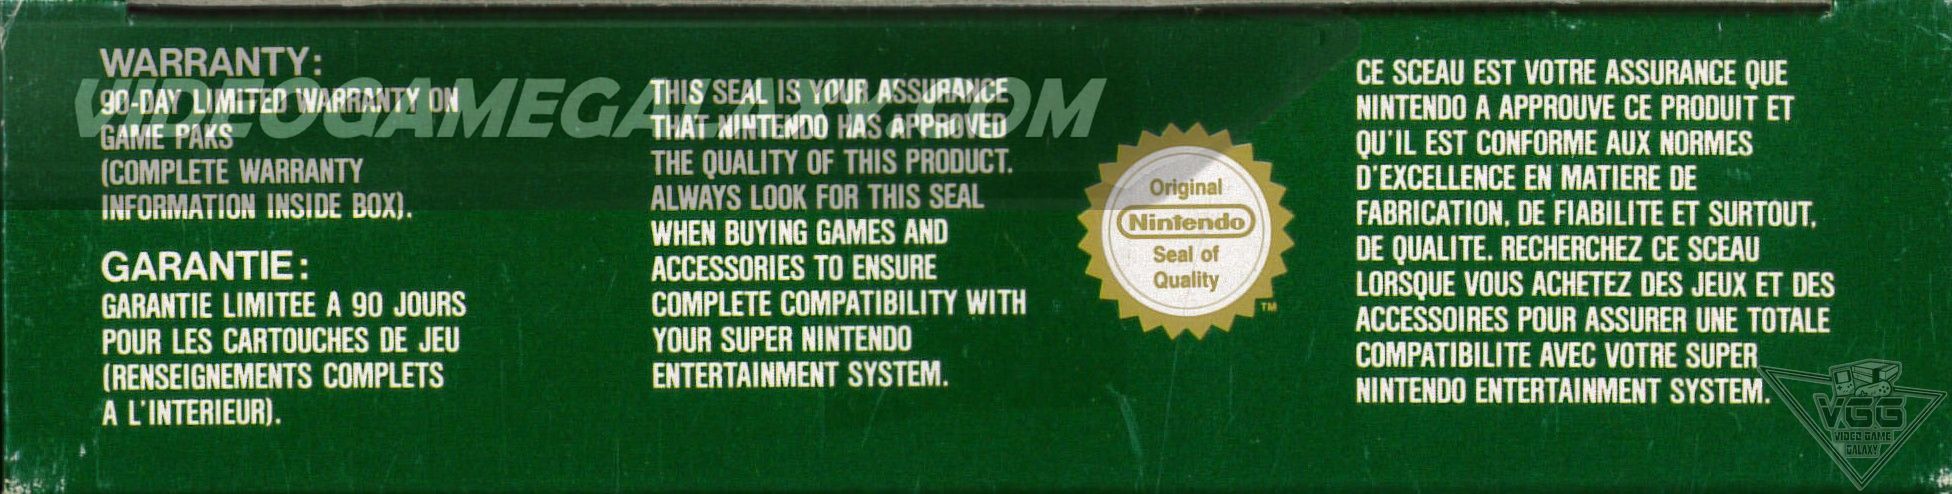 WARRANTY:
90-DAY LIMITED WARRANTY ON
GAME PAKS
(COMPLETE WARRANTY
INFORMATION INSIDE BOX).
GARANTIE:
GARANTIE LIMITEE A 90 JOURS
POUR LES CARTOUCHES DE JEU
(RENSEIGNEMENTS COMPLETS
A L'INTERIEUR).
VIDEOGAMEGALAXY.COM
THIS SEAL IS YOUR ASSURANCE
THAT NINTENDO HAS APPROVED
THE QUALITY OF THIS PRODUCT.
ALWAYS LOOK FOR THIS SEAL
WHEN BUYING GAMES AND
ACCESSORIES TO ENSURE
COMPLETE COMPATIBILITY WITH
YOUR SUPER NINTENDO
ENTERTAINMENT SYSTEM.
Original
Nintendo
Seal of
Quality
TM
CE SCEAU EST VOTRE ASSURANCE QUE
NINTENDO A APPROUVE CE PRODUIT ET
QU'IL EST CONFORME AUX NORMES
D'EXCELLENCE EN MATIERE DE
FABRICATION, DE FIABILITE ET SURTOUT,
DE QUALITE. RECHERCHEZ CE SCEAU
LORSQUE VOUS ACHETEZ DES JEUX ET DES
ACCESSOIRES POUR ASSURER UNE TOTALE
COMPATIBILITE AVEC VOTRE SUPER
NINTENDO ENTERTAINMENT SYSTEM.
VGG
VIDEO GAME
GALAXY